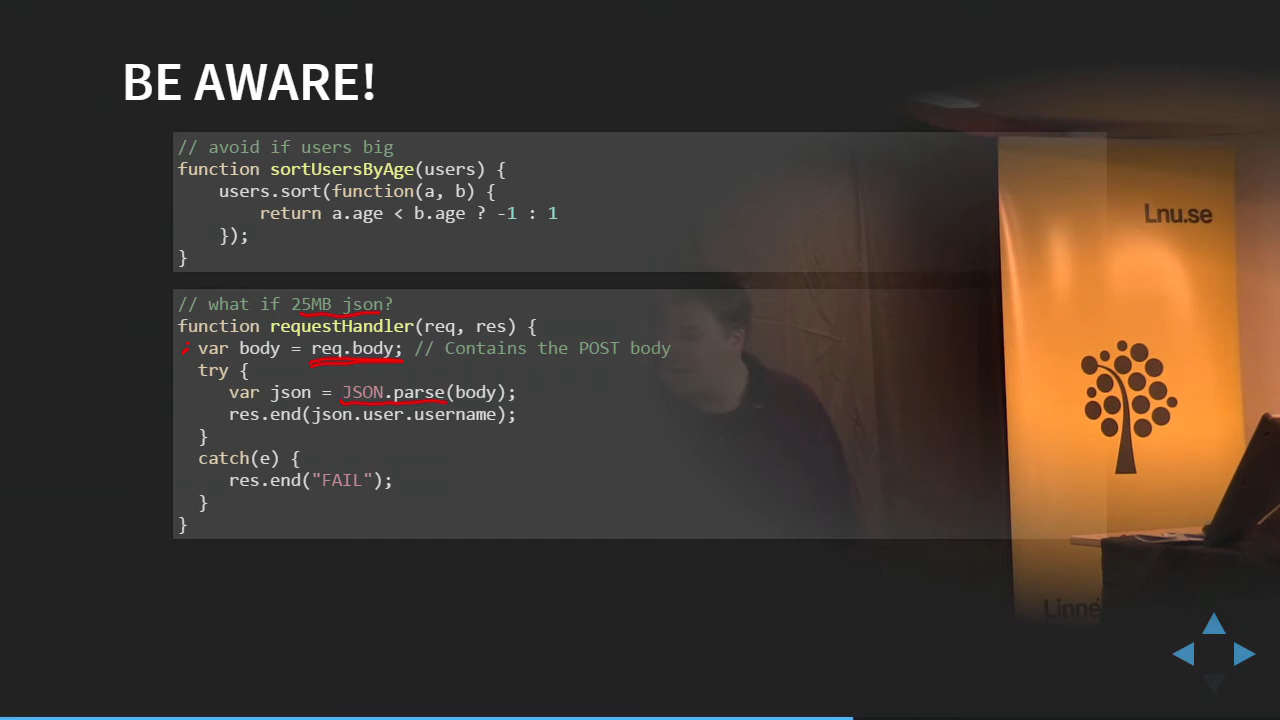 BE AWARE!
// avoid if users big
function sortUsersByAge(users) {
    users.sort(function(a, b) {
        return a.age < b.age ? -1 : 1
    });
}
// what if 25MB json?
function requestHandler(req, res) {
  var body = req.body; // Contains the POST body
  try {
     var json = JSON.parse(body);
     res.end(json.user.username);
  }
  catch(e) {
     res.end("FAIL");
  }
}
Lnu.se
Linne